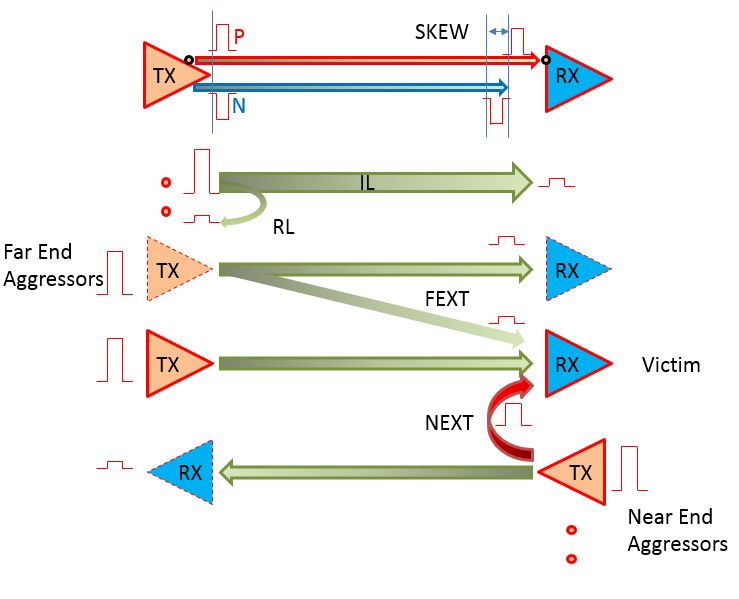 SKEW
P
TX
RX
N
IL
RL
Far End
Aggressors
TX
RX
FEXT
TX
RX
Victim
NEXT
RX
TX
Near End
Aggressors